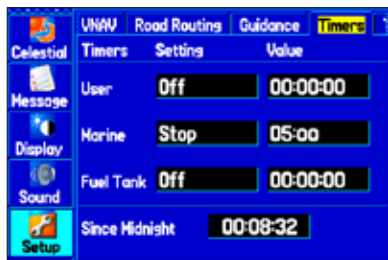 VNAV Road Routing Guidance Timers
Celestial
Timers Setting Value
User Off 00:00:00
Message
Marine Stop 05:00
Display
Fuel Tank Off 00:00:00
Sound
Since Midnight 00:08:32
Setup